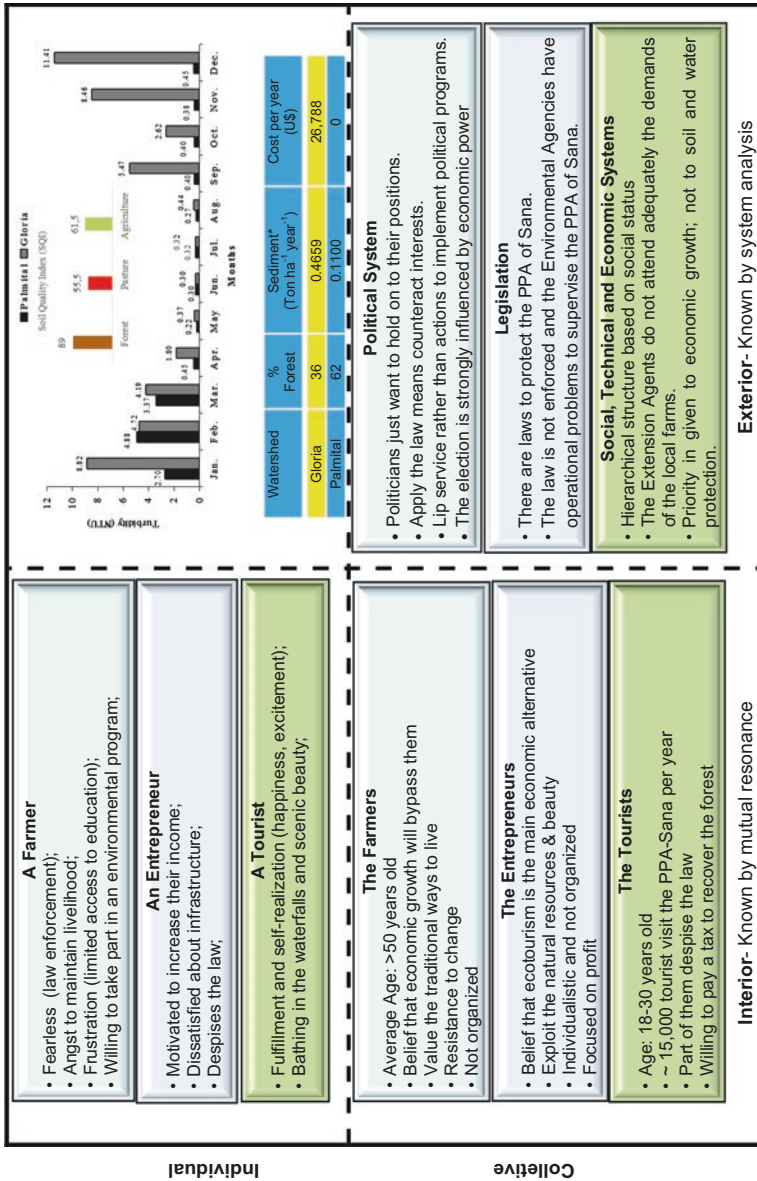 Individual
A Farmer
• Fearless (law enforcement);
• Angst to maintain livelihood;
• Frustration (limited access to education);
• Willing to take part in an environmental program;
An Entrepreneur
• Motivated to increase their income;
• Dissatisfied about infrastructure;
• Despises the law;
A Tourist
• Fulfillment and self-realization (happiness, excitement);
• Bathing in the waterfalls and scenic beauty;
Palmital Gloria
Soil Quality Index (SQI)
89 55,5 61,5
Forest Pasture Agriculture
Turbidity (NTU)
12
10
8
6
4
2
0
2.70 8.82
4.88 4.72
3.37 4.19
0.45 1.80
0.22 0.37
0.30 0.30
0.32 0.32
0.27 0.44
0.40 5.47
0.40 2.62
0.38 8.46
0.45 11.41
Jan. Feb. Mar. Apr. May Jun. Jul. Aug. Sep. Oct. Nov. Dec.
Months
Watershed % Forest Sediment* (Ton ha⁻¹ year⁻¹) Cost per year (U$)
Gloria 36 0.4659 26,788
Palmital 62 0.1100 0
Colletive
The Farmers
• Average Age: >50 years old
• Belief that economic growth will bypass them
• Value the traditional ways to live
• Resistance to change
• Not organized
The Entrepreneurs
• Belief that ecotourism is the main economic alternative
• Exploit the natural resources & beauty
• Individualistic and not organized
• Focused on profit
The Tourists
• Age: 18-30 years old
• ~ 15,000 tourist visit the PPA-Sana per year
• Part of them despise the law
• Willing to pay a tax to recover the forest
Political System
• Politicians just want to hold on to their positions.
• Apply the law means counteract interests.
• Lip service rather than actions to implement political programs.
• The election is strongly influenced by economic power
Legislation
• There are laws to protect the PPA of Sana.
• The law is not enforced and the Environmental Agencies have
operational problems to supervise the PPA of Sana.
Social, Technical and Economic Systems
• Hierarchical structure based on social status
• The Extension Agents do not attend adequately the demands
of the local farms.
• Priority in given to economic growth; not to soil and water
protection.
Interior- Known by mutual resonance
Exterior- Known by system analysis